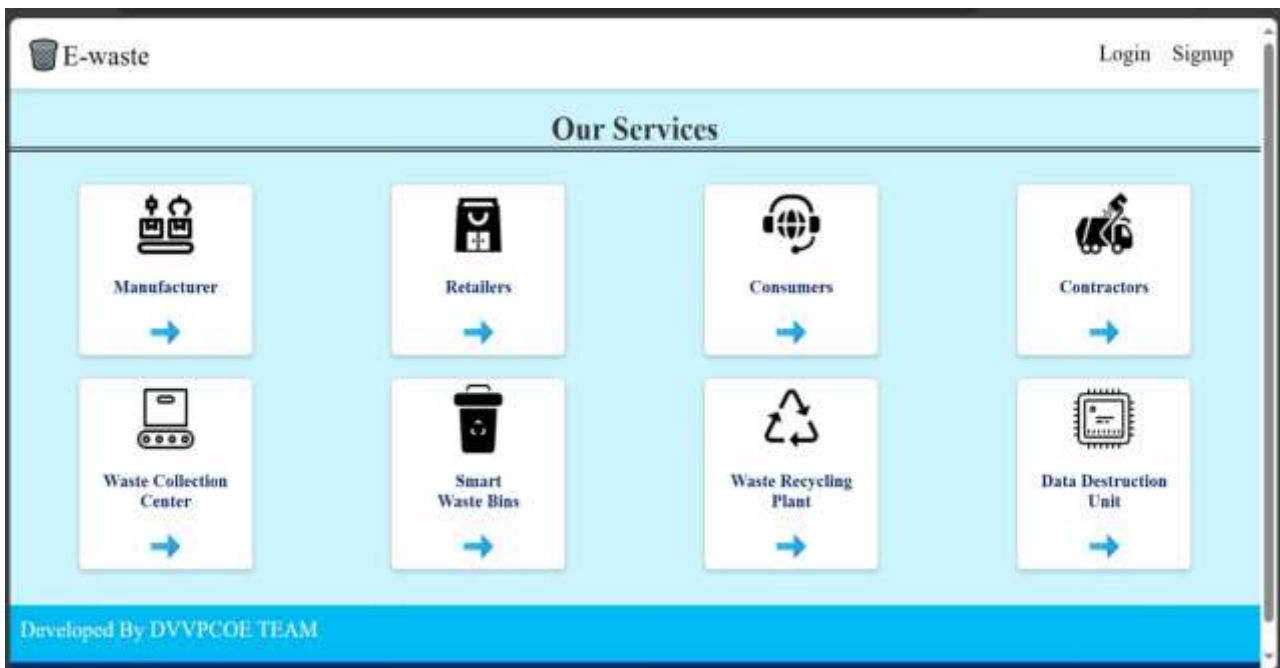 E-waste
Login Signup
Our Services
Manufacturer
Retailers
Consumers
Contractors
Waste Collection
Center
Smart
Waste Bins
Waste Recycling
Plant
Data Destruction
Unit
Developed By DVVPCOE TEAM